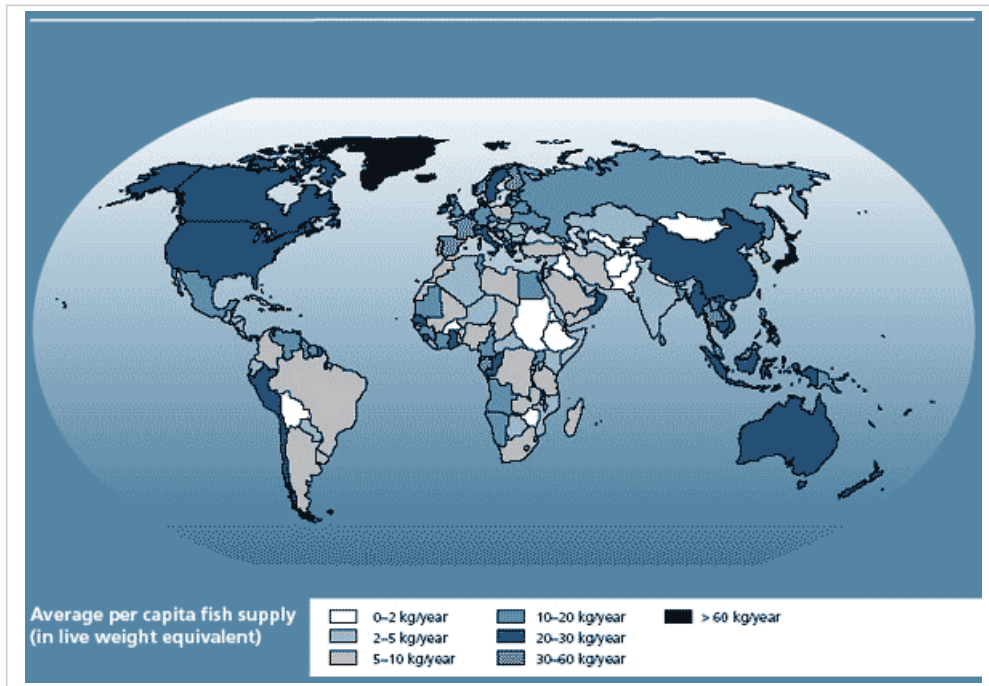 Average per capita fish supply
(in live weight equivalent)
0–2 kg/year
2–5 kg/year
5–10 kg/year
10–20 kg/year
20–30 kg/year
30–60 kg/year
> 60 kg/year